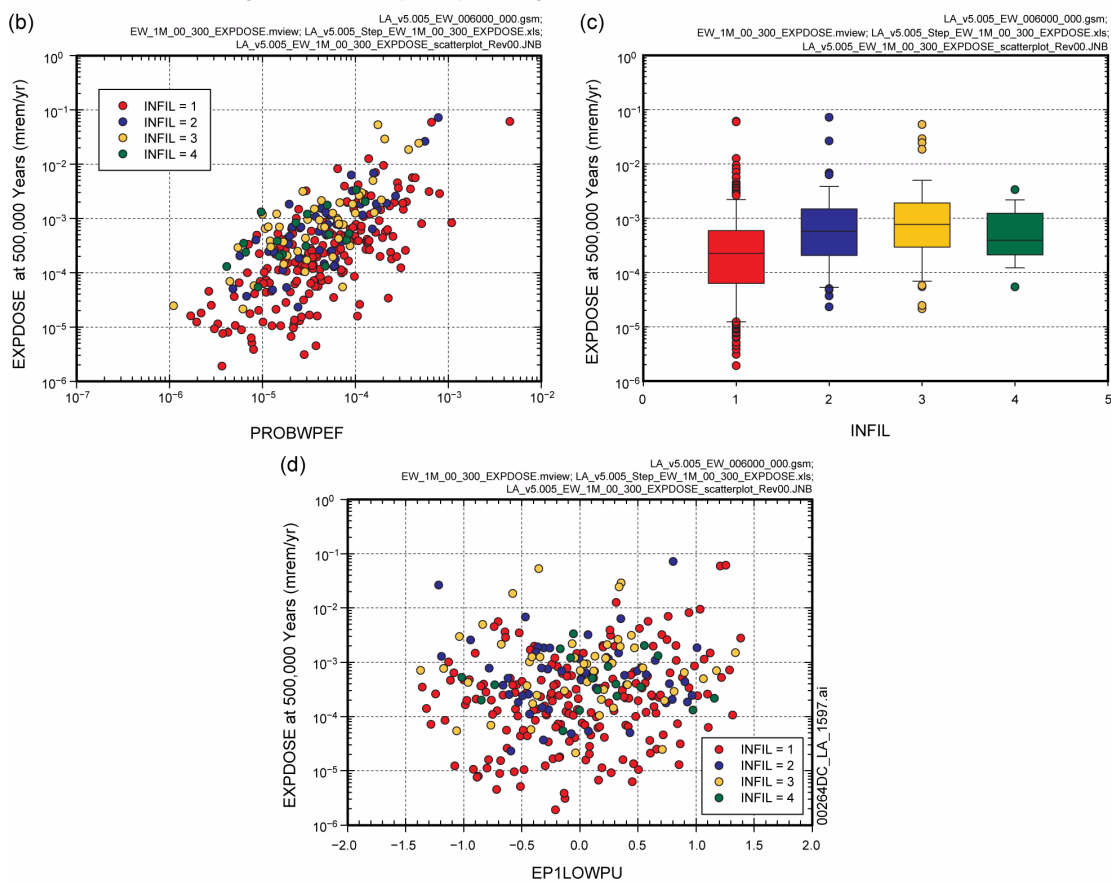 (b)
LA_v5.005_EW_006000_000.gsm;
EW_1M_00_300_EXPDOSE.mview; LA_v5.005_Step_EW_1M_00_300_EXPDOSE.xls;
LA_v5.005_EW_1M_00_300_EXPDOSE_scatterplot_Rev00.JNB
EXPDOSE at 500,000 Years (mrem/yr)
10⁰
10⁻¹
10⁻²
10⁻³
10⁻⁴
10⁻⁵
10⁻⁶
INFIL = 1
INFIL = 2
INFIL = 3
INFIL = 4
10⁻⁷ 10⁻⁶ 10⁻⁵ 10⁻⁴ 10⁻³ 10⁻²
PROBWPEF
(c)
LA_v5.005_EW_006000_000.gsm;
EW_1M_00_300_EXPDOSE.mview; LA_v5.005_Step_EW_1M_00_300_EXPDOSE.xls;
LA_v5.005_EW_1M_00_300_EXPDOSE_scatterplot_Rev00.JNB
EXPDOSE at 500,000 Years (mrem/yr)
10⁰
10⁻¹
10⁻²
10⁻³
10⁻⁴
10⁻⁵
10⁻⁶
0 1 2 3 4 5
INFIL
(d)
LA_v5.005_EW_006000_000.gsm;
EW_1M_00_300_EXPDOSE.mview; LA_v5.005_Step_EW_1M_00_300_EXPDOSE.xls;
LA_v5.005_EW_1M_00_300_EXPDOSE_scatterplot_Rev00.JNB
EXPDOSE at 500,000 Years (mrem/yr)
10⁰
10⁻¹
10⁻²
10⁻³
10⁻⁴
10⁻⁵
10⁻⁶
INFIL = 1
INFIL = 2
INFIL = 3
INFIL = 4
−2.0 −1.5 −1.0 −0.5 0.0 0.5 1.0 1.5 2.0
EP1LOWPU
00264DC_LA_1597.ai